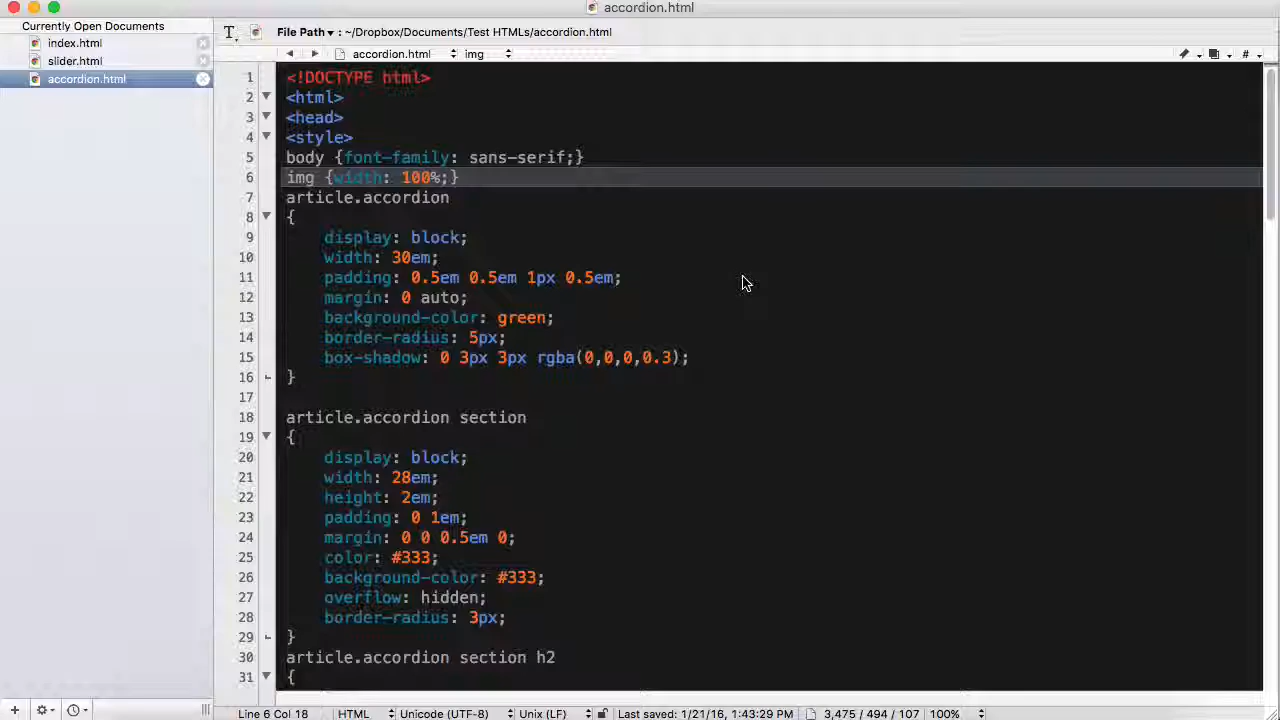 accordion.html
Currently Open Documents
index.html
slider.html
accordion.html
File Path ▾ : ~/Dropbox/Documents/Test HTMLs/accordion.html
accordion.html img
1 <!DOCTYPE html>
2 <html>
3 <head>
4 <style>
5 body {font-family: sans-serif;}
6 img {width: 100%;}
7 article.accordion
8 {
9 display: block;
10 width: 30em;
11 padding: 0.5em 0.5em 1px 0.5em;
12 margin: 0 auto;
13 background-color: green;
14 border-radius: 5px;
15 box-shadow: 0 3px 3px rgba(0,0,0,0.3);
16 }
17
18 article.accordion section
19 {
20 display: block;
21 width: 28em;
22 height: 2em;
23 padding: 0 1em;
24 margin: 0 0 0.5em 0;
25 color: #333;
26 background-color: #333;
27 overflow: hidden;
28 border-radius: 3px;
29 }
30 article.accordion section h2
31 {
Line 6 Col 18 HTML Unicode (UTF-8) Unix (LF) Last saved: 1/21/16, 1:43:29 PM 3,475 / 494 / 107 100%